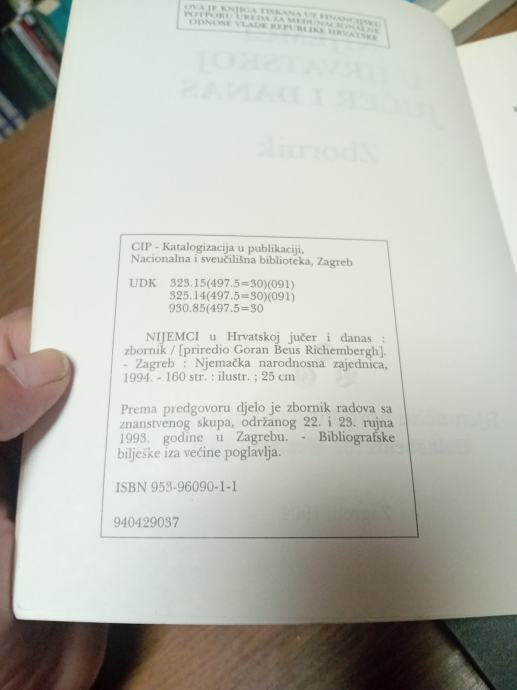 OVA JE KNJIGA TISKANA UZ FINANCIJSKU
POTPORU UREDA ZA MEĐUNACIONALNE
ODNOSE VLADE REPUBLIKE HRVATSKE
U HRVATSKOJ
JUČER I DANAS
Zbornik
CIP - Katalogizacija u publikaciji,
Nacionalna i sveučilišna biblioteka, Zagreb
UDK 323.15(497.5=30)(091)
325.14(497.5=30)(091)
930.85(497.5=30
NIJEMCI u Hrvatskoj jučer i danas :
zbornik / [priredio Goran Beus Richembergh].
- Zagreb : Njemačka narodnosna zajednica,
1994. - 160 str. : ilustr. ; 25 cm
Prema predgovoru djelo je zbornik radova sa
znanstvenog skupa, održanog 22. i 23. rujna
1993. godine u Zagrebu. - Bibliografske
bilješke iza većine poglavlja.
ISBN 953-96090-1-1
940429037